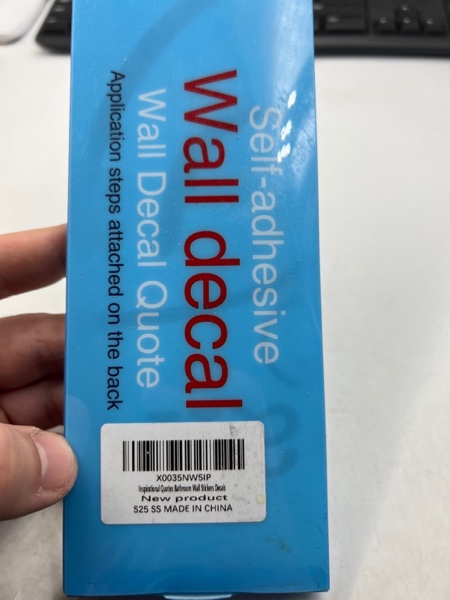 Self-adhesive
Wall decal
Wall Decal Quote
Application steps attached on the back
X0035NW5IP
Inspirational Quotes Bathroom Wall Stickers Decals
New product
S25 SS MADE IN CHINA